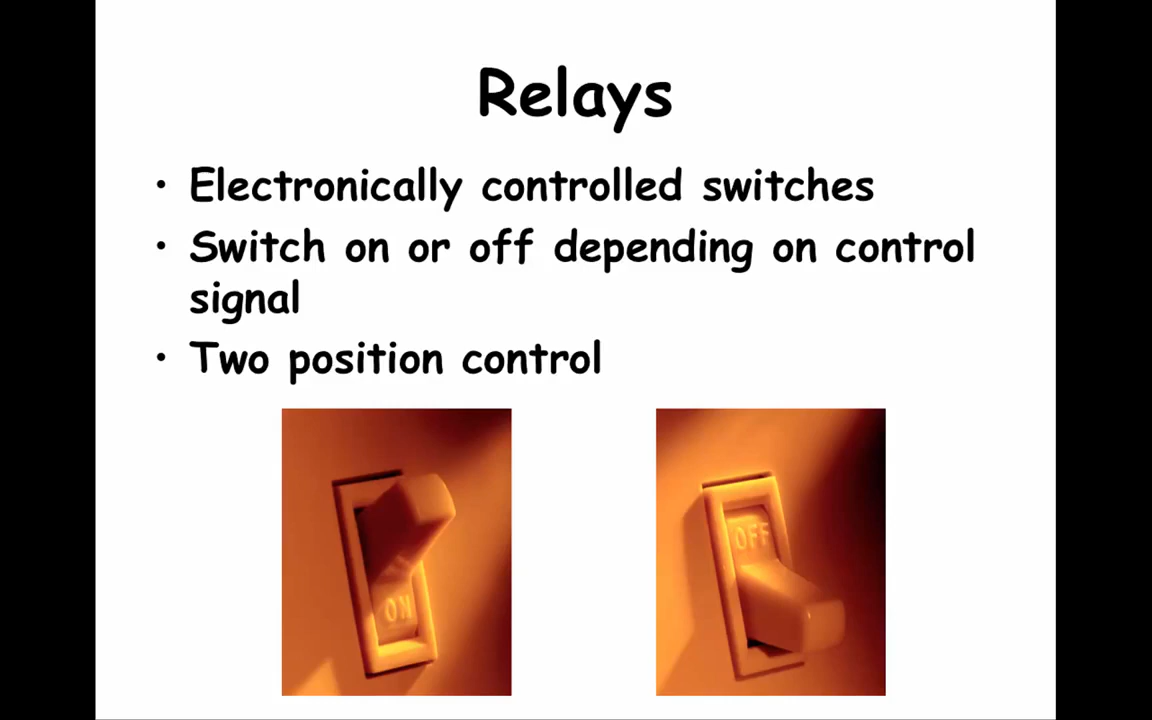 Relays
• Electronically controlled switches
• Switch on or off depending on control
signal
• Two position control
ON
OFF